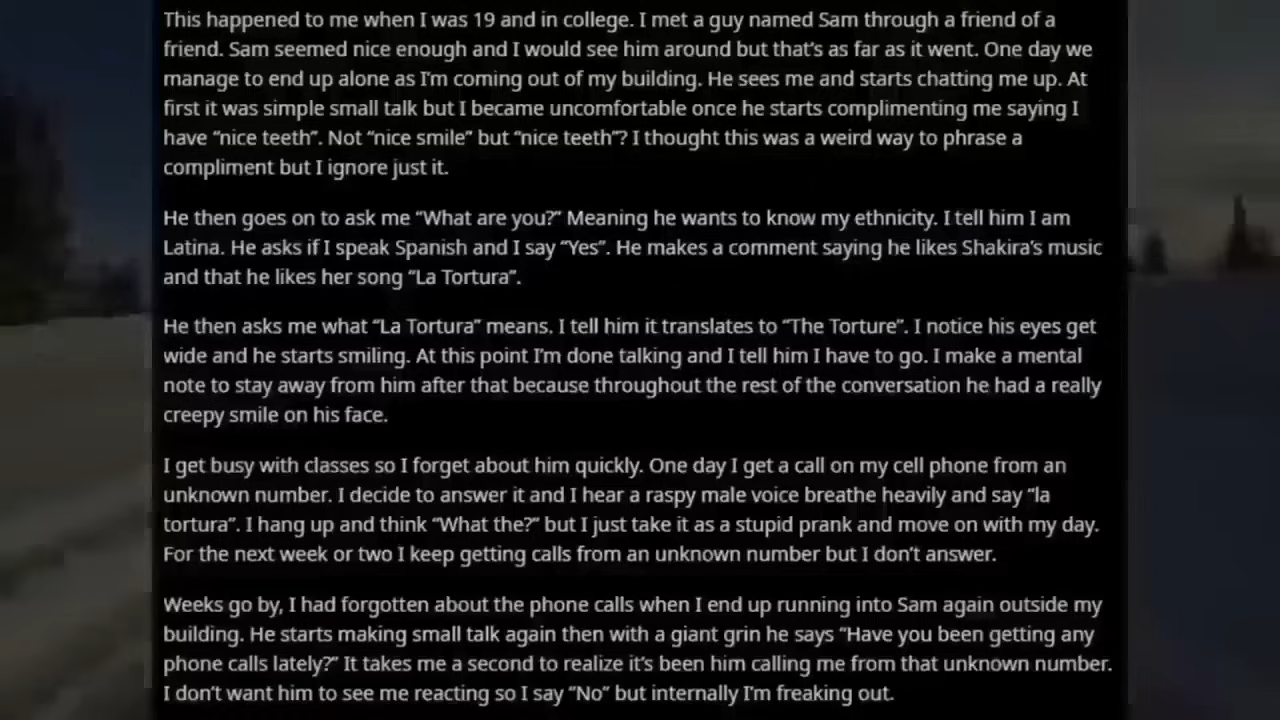 This happened to me when I was 19 and in college. I met a guy named Sam through a friend of a
friend. Sam seemed nice enough and I would see him around but that's as far as it went. One day we
manage to end up alone as I'm coming out of my building. He sees me and starts chatting me up. At
first it was simple small talk but I became uncomfortable once he starts complimenting me saying I
have “nice teeth”. Not “nice smile” but “nice teeth”? I thought this was a weird way to phrase a
compliment but I ignore just it.
He then goes on to ask me “What are you?” Meaning he wants to know my ethnicity. I tell him I am
Latina. He asks if I speak Spanish and I say “Yes”. He makes a comment saying he likes Shakira's music
and that he likes her song “La Tortura”.
He then asks me what “La Tortura” means. I tell him it translates to “The Torture”. I notice his eyes get
wide and he starts smiling. At this point I'm done talking and I tell him I have to go. I make a mental
note to stay away from him after that because throughout the rest of the conversation he had a really
creepy smile on his face.
I get busy with classes so I forget about him quickly. One day I get a call on my cell phone from an
unknown number. I decide to answer it and I hear a raspy male voice breathe heavily and say “la
tortura”. I hang up and think “What the?” but I just take it as a stupid prank and move on with my day.
For the next week or two I keep getting calls from an unknown number but I don't answer.
Weeks go by, I had forgotten about the phone calls when I end up running into Sam again outside my
building. He starts making small talk again then with a giant grin he says “Have you been getting any
phone calls lately?” It takes me a second to realize it's been him calling me from that unknown number.
I don't want him to see me reacting so I say “No” but internally I'm freaking out.